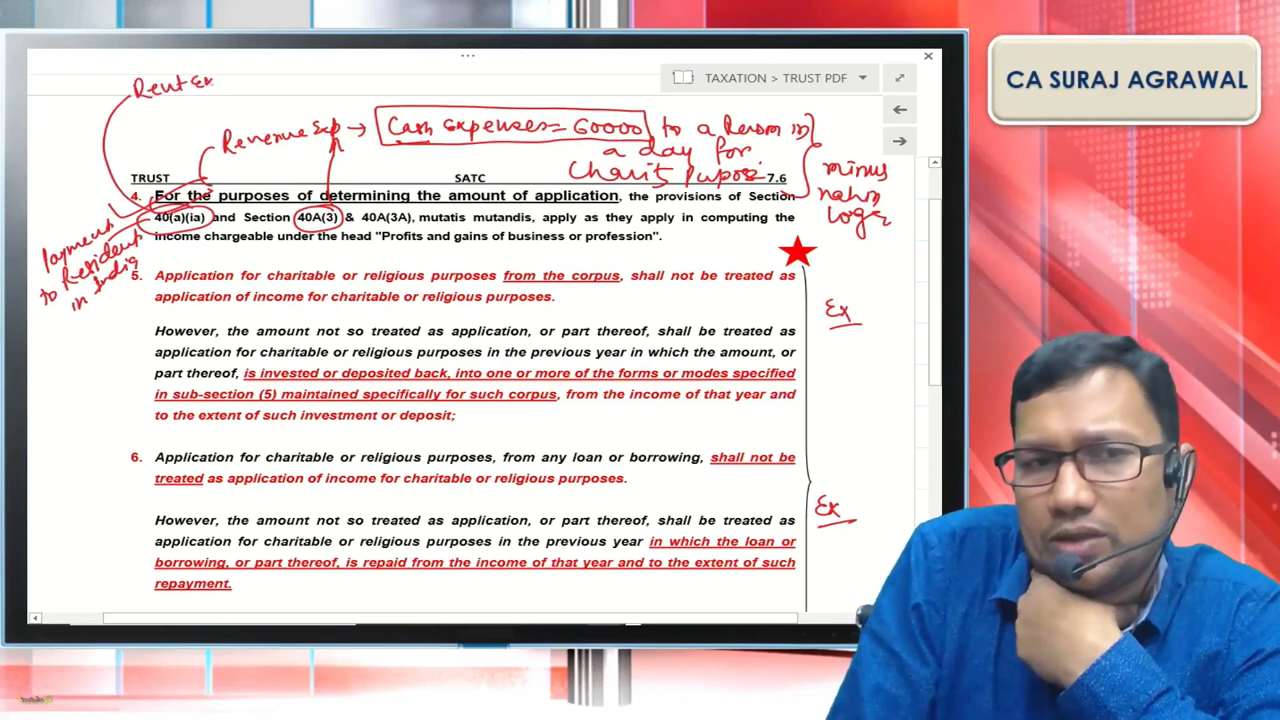 CA SURAJ AGRAWAL
TAXATION > TRUST PDF
Rent Ex
Revenue Exp → Cash expenses = 60000 to a Person in
a day for
Charit Purpose
minus
nahin
hoga
TRUST SATC 7.6
4. For the purposes of determining the amount of application, the provisions of Section
40(a)(ia) and Section 40A(3) & 40A(3A), mutatis mutandis, apply as they apply in computing the
income chargeable under the head "Profits and gains of business or profession".
Payment
to Resident
in India
5. Application for charitable or religious purposes from the corpus, shall not be treated as
application of income for charitable or religious purposes.
Ex
However, the amount not so treated as application, or part thereof, shall be treated as
application for charitable or religious purposes in the previous year in which the amount, or
part thereof, is invested or deposited back, into one or more of the forms or modes specified
in sub-section (5) maintained specifically for such corpus, from the income of that year and
to the extent of such investment or deposit;
6. Application for charitable or religious purposes, from any loan or borrowing, shall not be
treated as application of income for charitable or religious purposes.
Ex
However, the amount not so treated as application, or part thereof, shall be treated as
application for charitable or religious purposes in the previous year in which the loan or
borrowing, or part thereof, is repaid from the income of that year and to the extent of such
repayment.